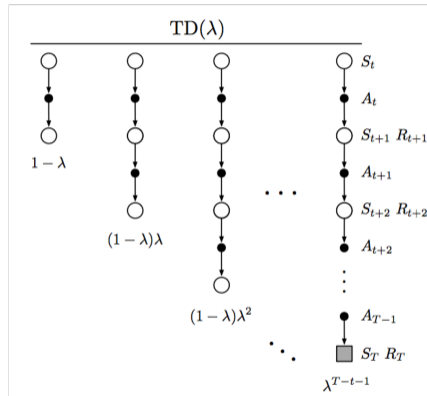 TD(λ)
S_t
A_t
S_{t+1} R_{t+1}
1 − λ
A_{t+1}
S_{t+2} R_{t+2}
(1 − λ)λ
A_{t+2}
(1 − λ)λ²
A_{T−1}
S_T R_T
λ^{T−t−1}